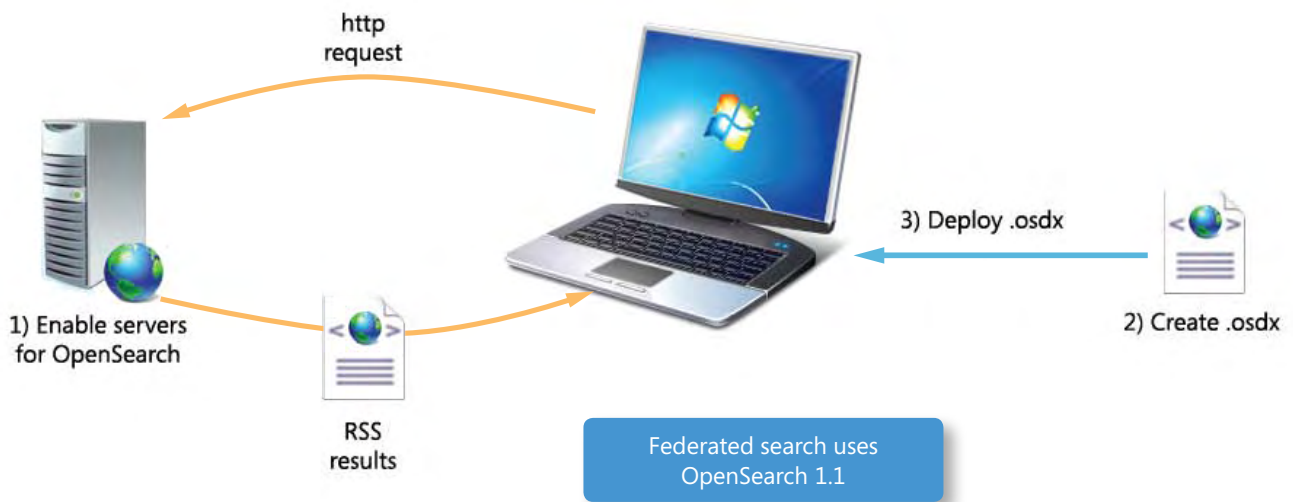 http
request
3) Deploy .osdx
1) Enable servers
for OpenSearch
2) Create .osdx
RSS
results
Federated search uses
OpenSearch 1.1